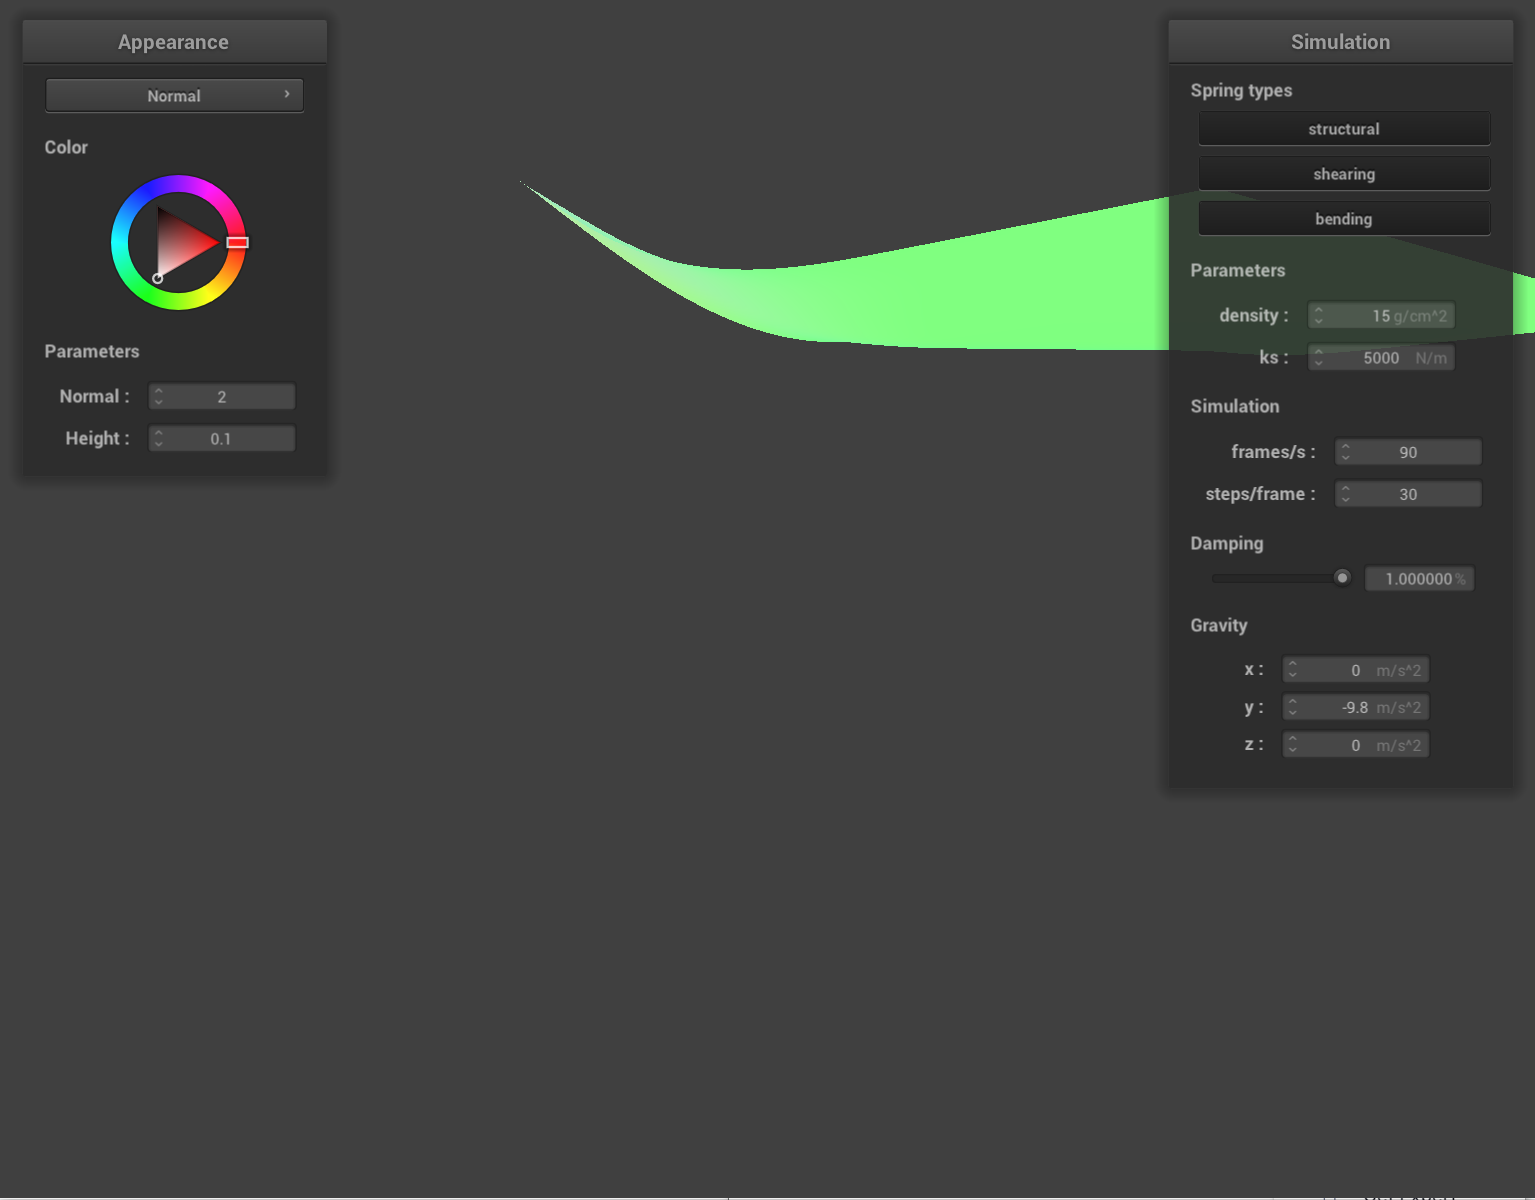 Appearance
Normal
Color
Parameters
Normal : 2
Height : 0.1
Simulation
Spring types
structural
shearing
bending
Parameters
density : 15 g/cm^2
ks : 5000 N/m
Simulation
frames/s : 90
steps/frame : 30
Damping
1.000000 %
Gravity
x : 0 m/s^2
y : -9.8 m/s^2
z : 0 m/s^2